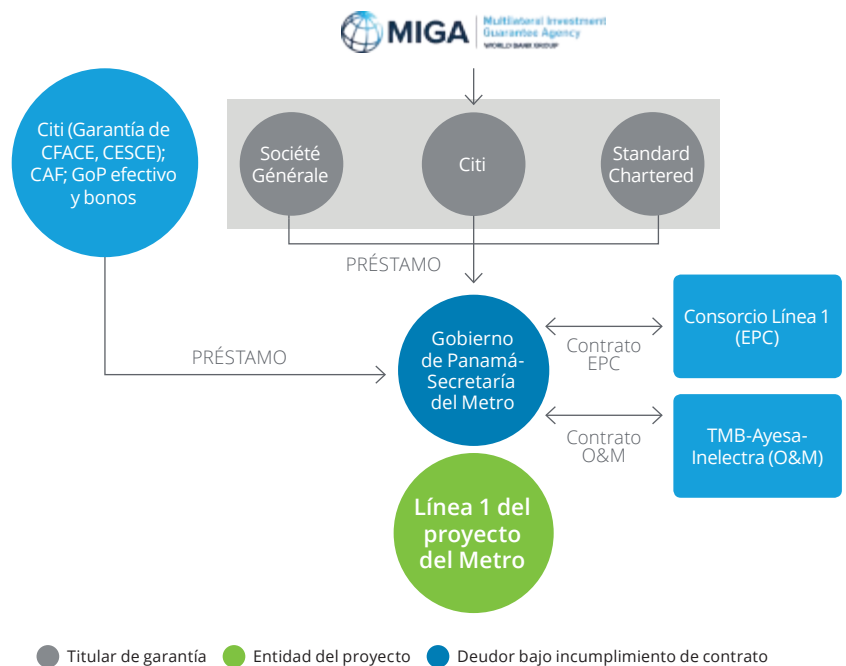 MIGA
Multilateral Investment
Guarantee Agency
WORLD BANK GROUP
Citi (Garantía de
CFACE, CESCE);
CAF; GoP efectivo
y bonos
Société
Générale
Citi
Standard
Chartered
PRÉSTAMO
PRÉSTAMO
Gobierno
de Panamá-
Secretaría
del Metro
Contrato
EPC
Consorcio Línea 1
(EPC)
Contrato
O&M
TMB-Ayesa-
Inelectra (O&M)
Línea 1 del
proyecto
del Metro
Titular de garantía
Entidad del proyecto
Deudor bajo incumplimiento de contrato